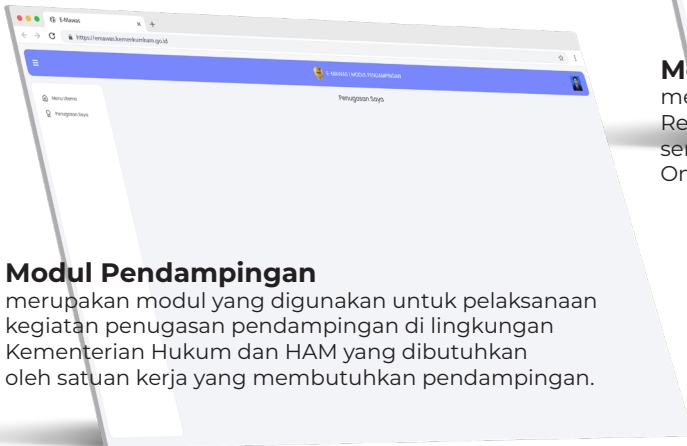 E-Mawas
https://emawas.kemenkumham.go.id
E-MAWAS | MODUL PENDAMPINGAN
Menu Utama
Penugasan Saya
Penugasan Saya
Modul Pendampingan
merupakan modul yang digunakan untuk pelaksanaan
kegiatan penugasan pendampingan di lingkungan
Kementerian Hukum dan HAM yang dibutuhkan
oleh satuan kerja yang membutuhkan pendampingan.